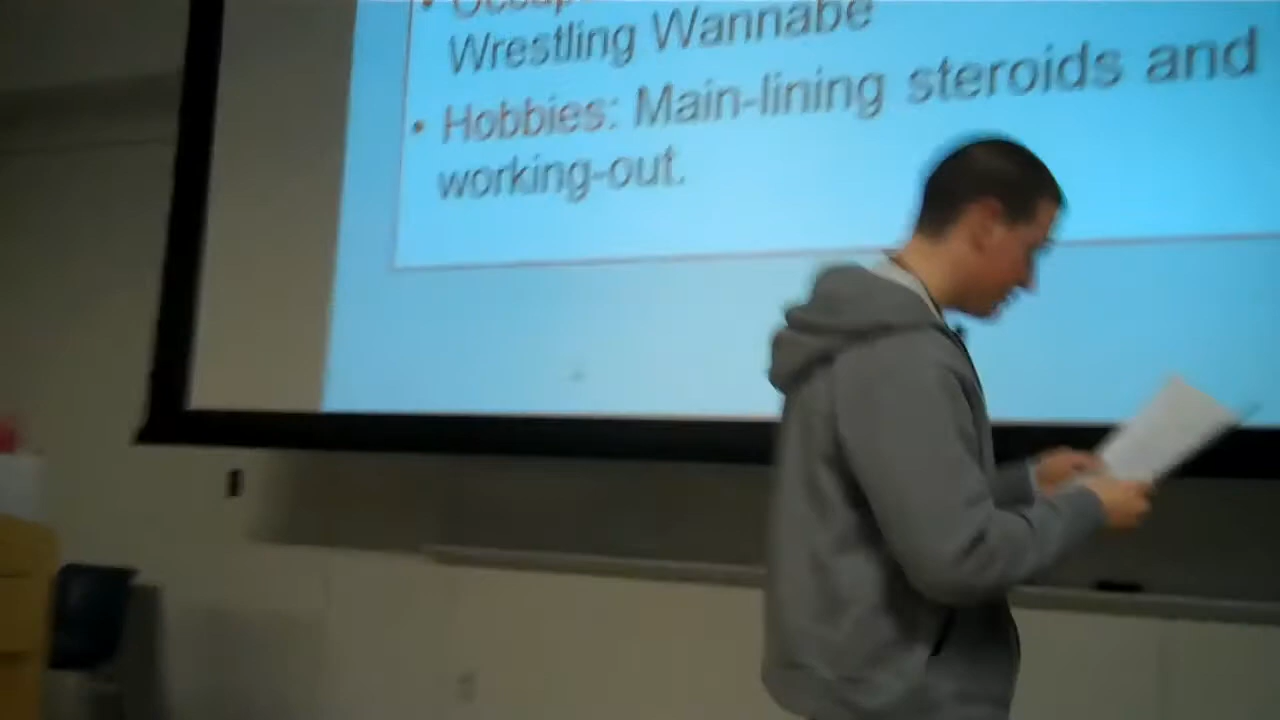 Wrestling Wannabe
• Hobbies: Main-lining steroids and
working-out.